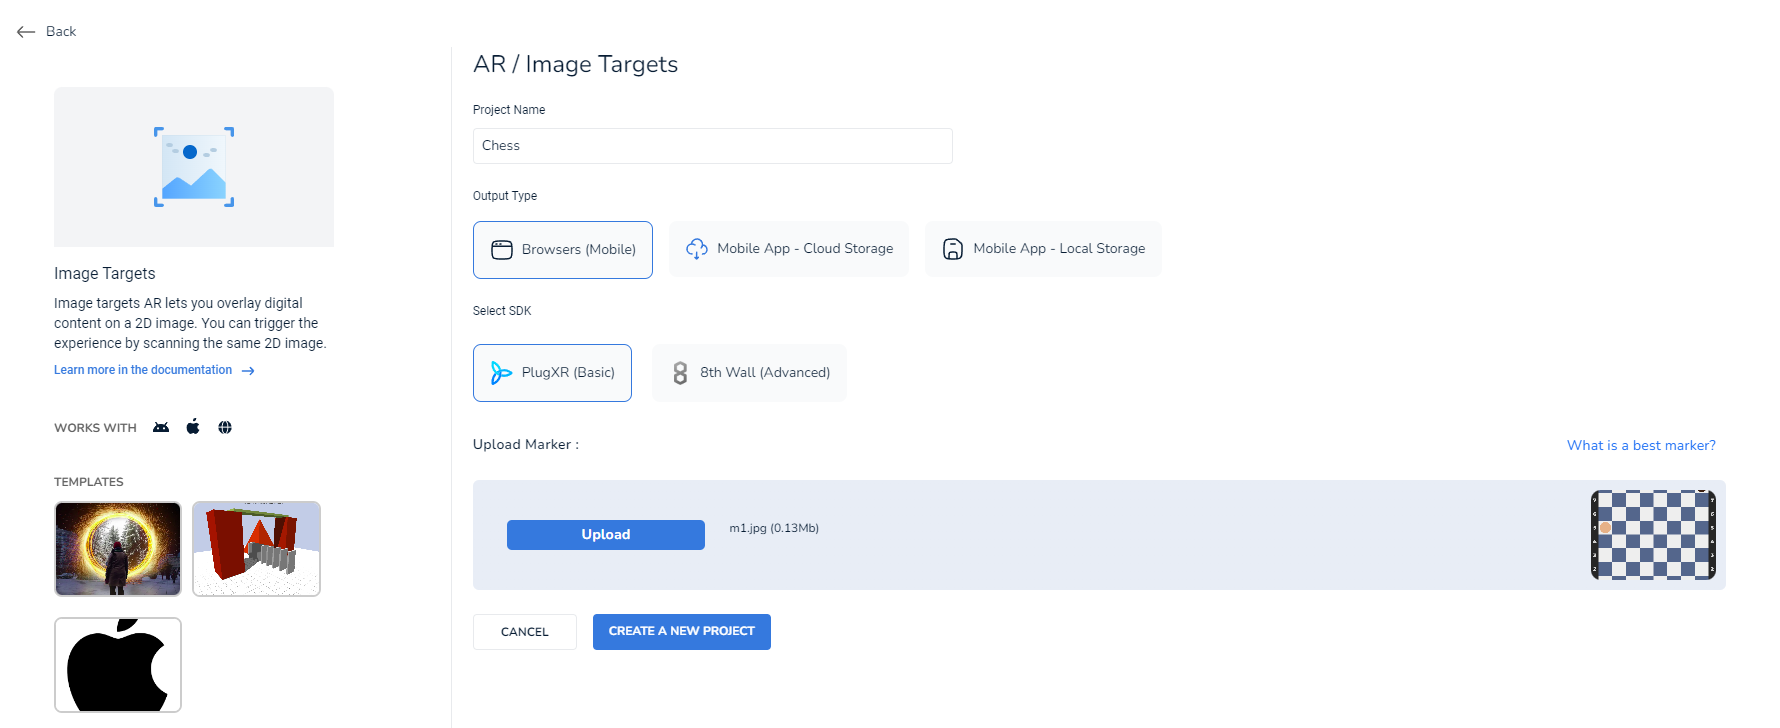 Back
AR / Image Targets
Project Name
Chess
Output Type
Browsers (Mobile)
Mobile App - Cloud Storage
Mobile App - Local Storage
Select SDK
PlugXR (Basic)
8th Wall (Advanced)
Upload Marker :
What is a best marker?
Upload
m1.jpg (0.13Mb)
CANCEL
CREATE A NEW PROJECT
Image Targets
Image targets AR lets you overlay digital
content on a 2D image. You can trigger the
experience by scanning the same 2D image.
Learn more in the documentation
WORKS WITH
TEMPLATES